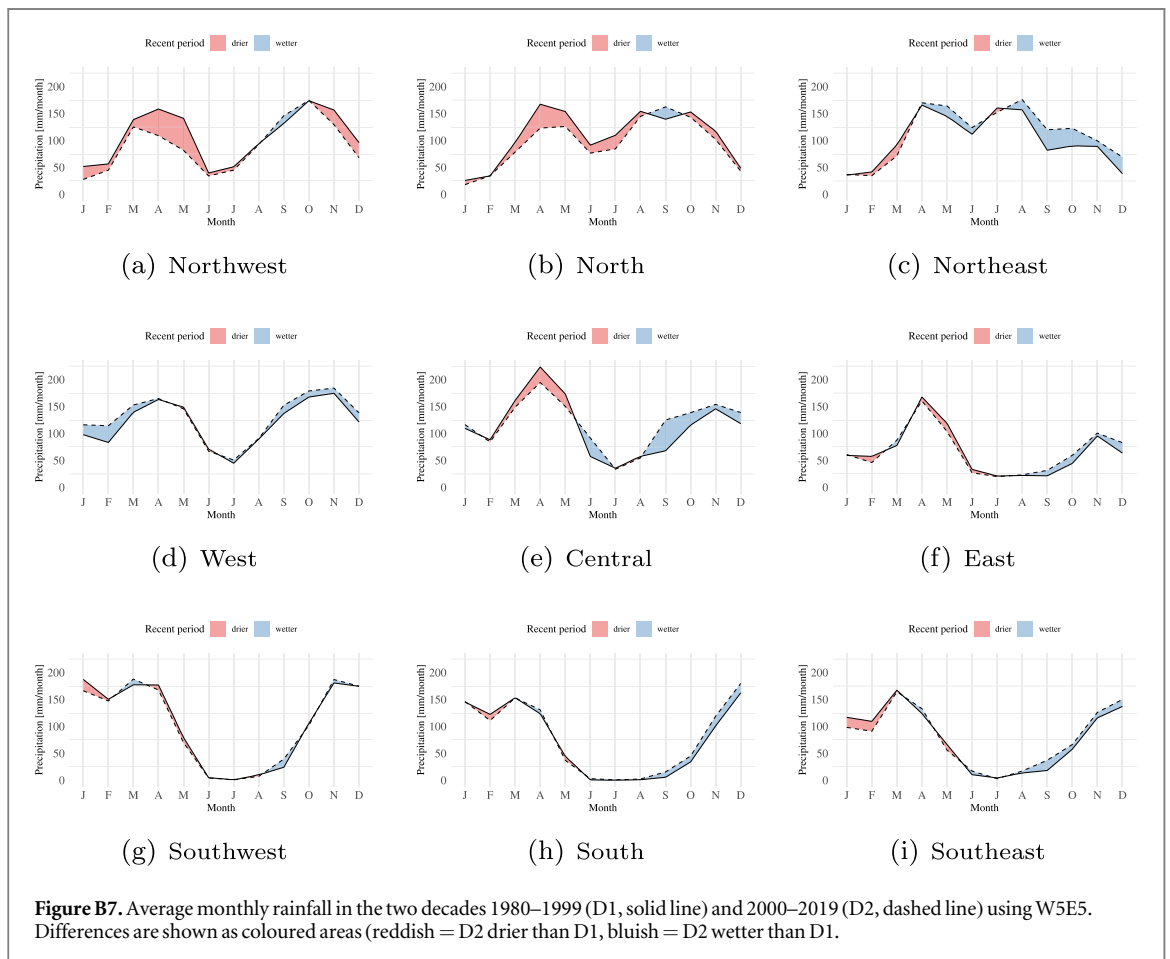 Recent period drier wetter
Precipitation [mm/month]
200
150
100
50
0
J F M A M J J A S O N D
Month
(a) Northwest
Recent period drier wetter
Precipitation [mm/month]
200
150
100
50
0
J F M A M J J A S O N D
Month
(b) North
Recent period drier wetter
Precipitation [mm/month]
200
150
100
50
0
J F M A M J J A S O N D
Month
(c) Northeast
Recent period drier wetter
Precipitation [mm/month]
200
150
100
50
0
J F M A M J J A S O N D
Month
(d) West
Recent period drier wetter
Precipitation [mm/month]
200
150
100
50
0
J F M A M J J A S O N D
Month
(e) Central
Recent period drier wetter
Precipitation [mm/month]
200
150
100
50
0
J F M A M J J A S O N D
Month
(f) East
Recent period drier wetter
Precipitation [mm/month]
200
150
100
50
0
J F M A M J J A S O N D
Month
(g) Southwest
Recent period drier wetter
Precipitation [mm/month]
200
150
100
50
0
J F M A M J J A S O N D
Month
(h) South
Recent period drier wetter
Precipitation [mm/month]
200
150
100
50
0
J F M A M J J A S O N D
Month
(i) Southeast
Figure B7. Average monthly rainfall in the two decades 1980–1999 (D1, solid line) and 2000–2019 (D2, dashed line) using W5E5.
Differences are shown as coloured areas (reddish = D2 drier than D1, bluish = D2 wetter than D1.